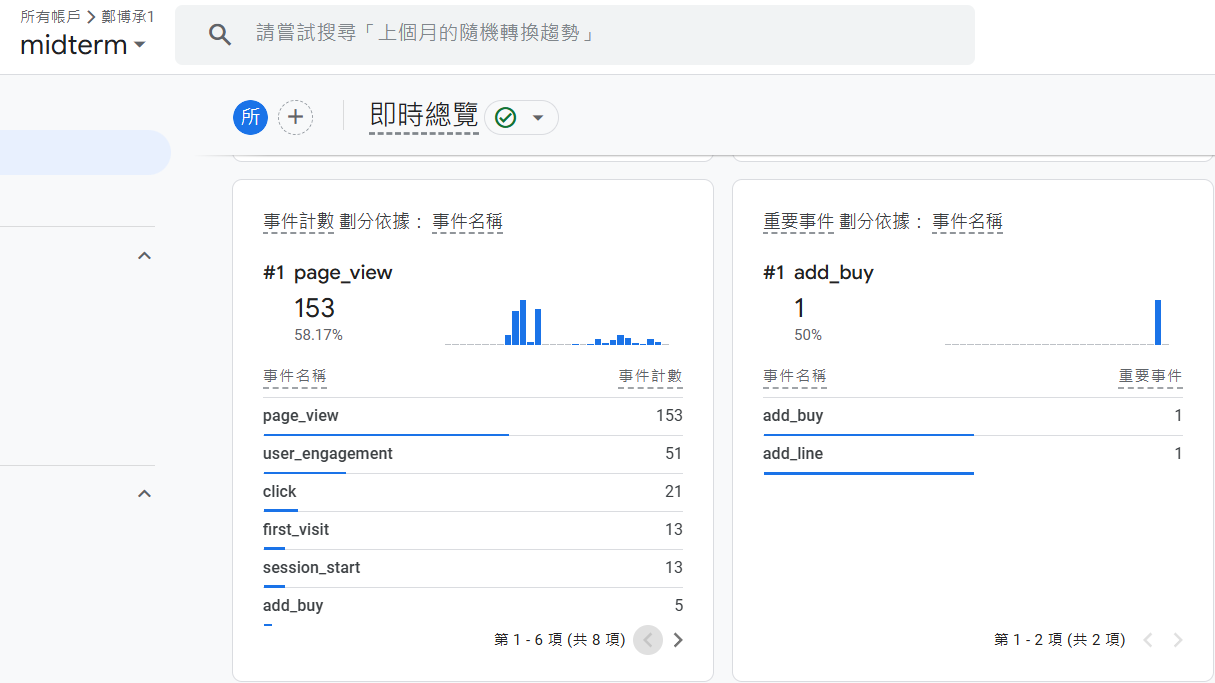 所有帳戶 > 鄭博承1
midterm
請嘗試搜尋「上個月的隨機轉換趨勢」
所
即時總覽
事件計數 劃分依據： 事件名稱
#1 page_view
153
58.17%
事件名稱 事件計數
page_view 153
user_engagement 51
click 21
first_visit 13
session_start 13
add_buy 5
第 1 - 6 項 (共 8 項)
重要事件 劃分依據： 事件名稱
#1 add_buy
1
50%
事件名稱 重要事件
add_buy 1
add_line 1
第 1 - 2 項 (共 2 項)